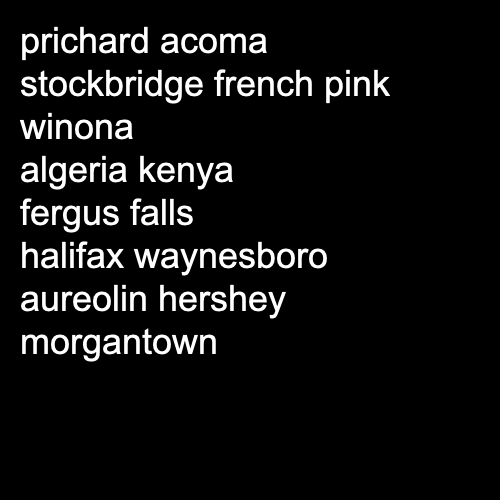 prichard acoma
stockbridge french pink
winona
algeria kenya
fergus falls
halifax waynesboro
aureolin hershey
morgantown